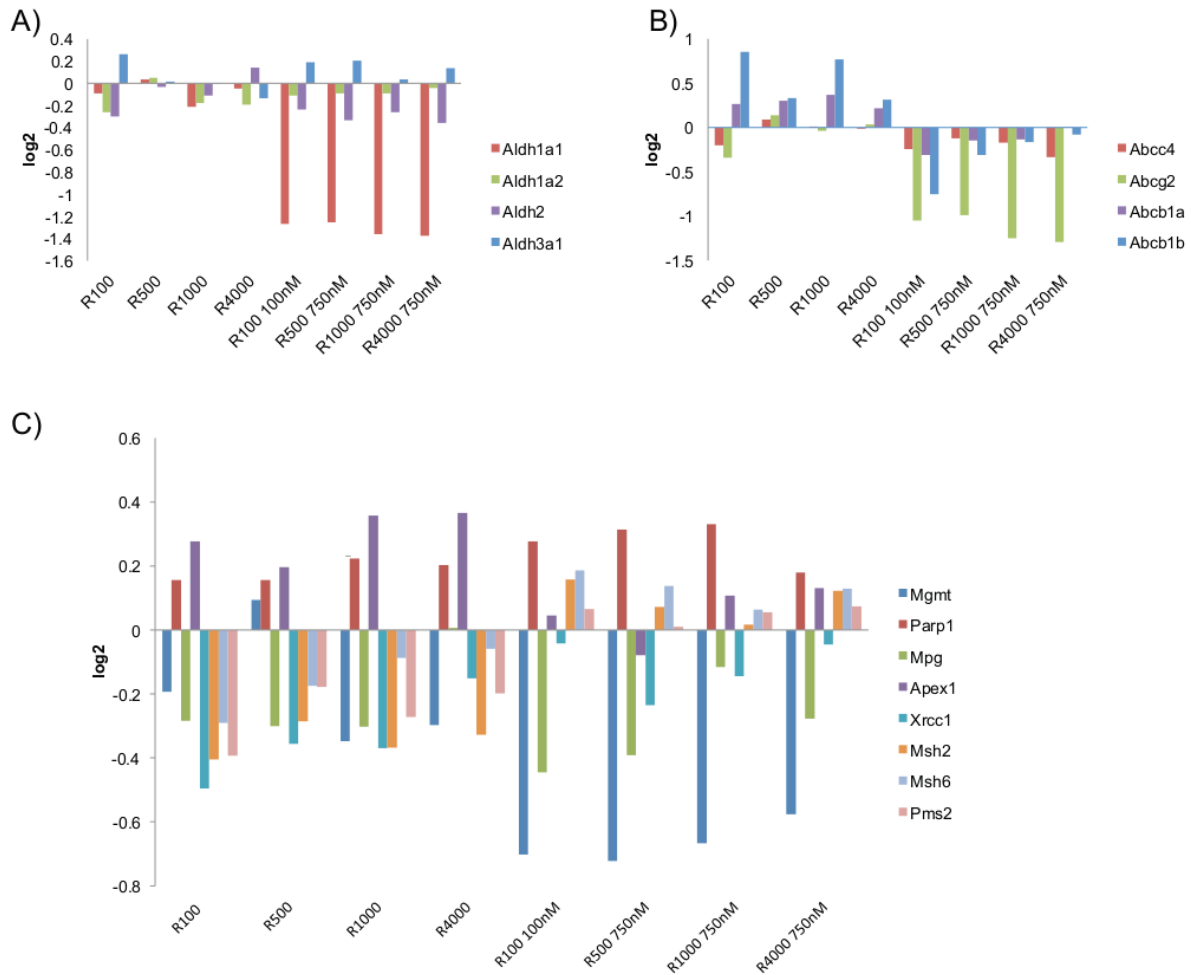 A)
0.4
0.2
0
-0.2
-0.4
-0.6
-0.8
-1
-1.2
-1.4
-1.6
log2
R100
R500
R1000
R4000
R100 100nM
R500 750nM
R1000 750nM
R4000 750nM
Aldh1a1
Aldh1a2
Aldh2
Aldh3a1
B)
1
0.5
0
-0.5
-1
-1.5
log2
R100
R500
R1000
R4000
R100 100nM
R500 750nM
R1000 750nM
R4000 750nM
Abcc4
Abcg2
Abcb1a
Abcb1b
C)
0.6
0.4
0.2
0
-0.2
-0.4
-0.6
-0.8
log2
R100
R500
R1000
R4000
R100 100nM
R500 750nM
R1000 750nM
R4000 750nM
Mgmt
Parp1
Mpg
Apex1
Xrcc1
Msh2
Msh6
Pms2